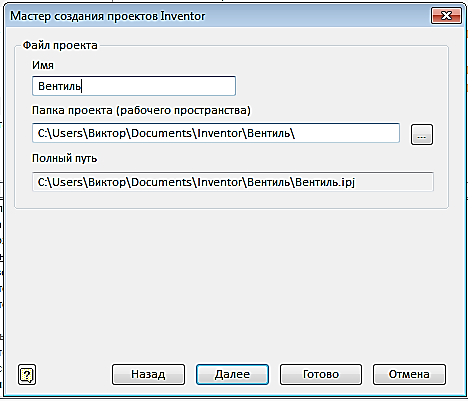 Мастер создания проектов Inventor
Файл проекта
Имя
Вентиль
Папка проекта (рабочего пространства)
C:\Users\Виктор\Documents\Inventor\Вентиль\
...
Полный путь
C:\Users\Виктор\Documents\Inventor\Вентиль\Вентиль.ipj
?
Назад
Далее
Готово
Отмена